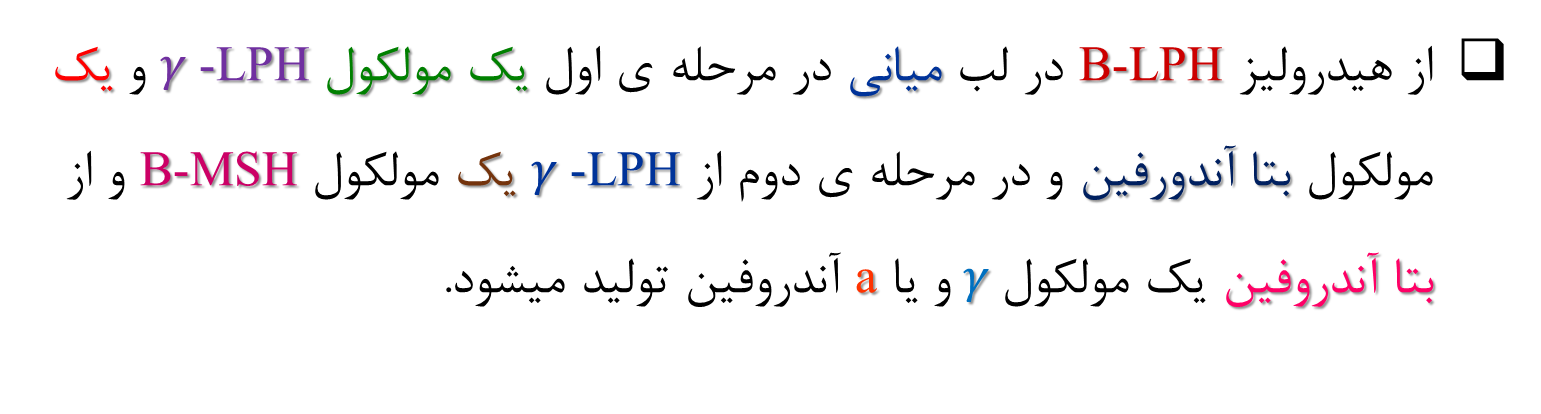 ❑ از هیدرولیز B-LPH در لب میانی در مرحله ی اول یک مولکول γ -LPH و یک
مولکول بتا آندورفین و در مرحله ی دوم از γ -LPH یک مولکول B-MSH و از
بتا آندروفین یک مولکول γ و یا a آندروفین تولید میشود.